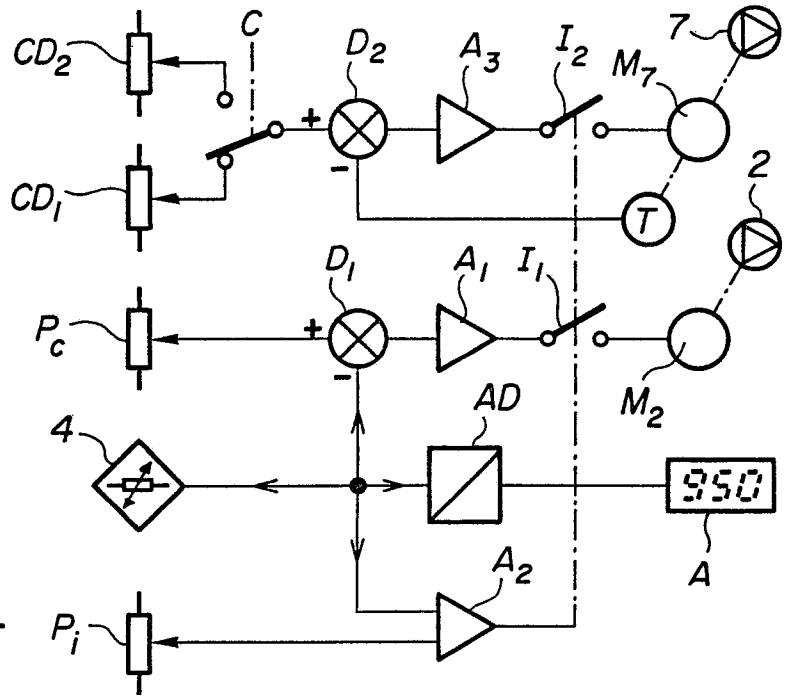 C
7
CD2
D2
A3
I2
M7
+
-
CD1
T
2
D1
A1
I1
Pc
+
-
M2
4
AD
950
A
A2
Pi